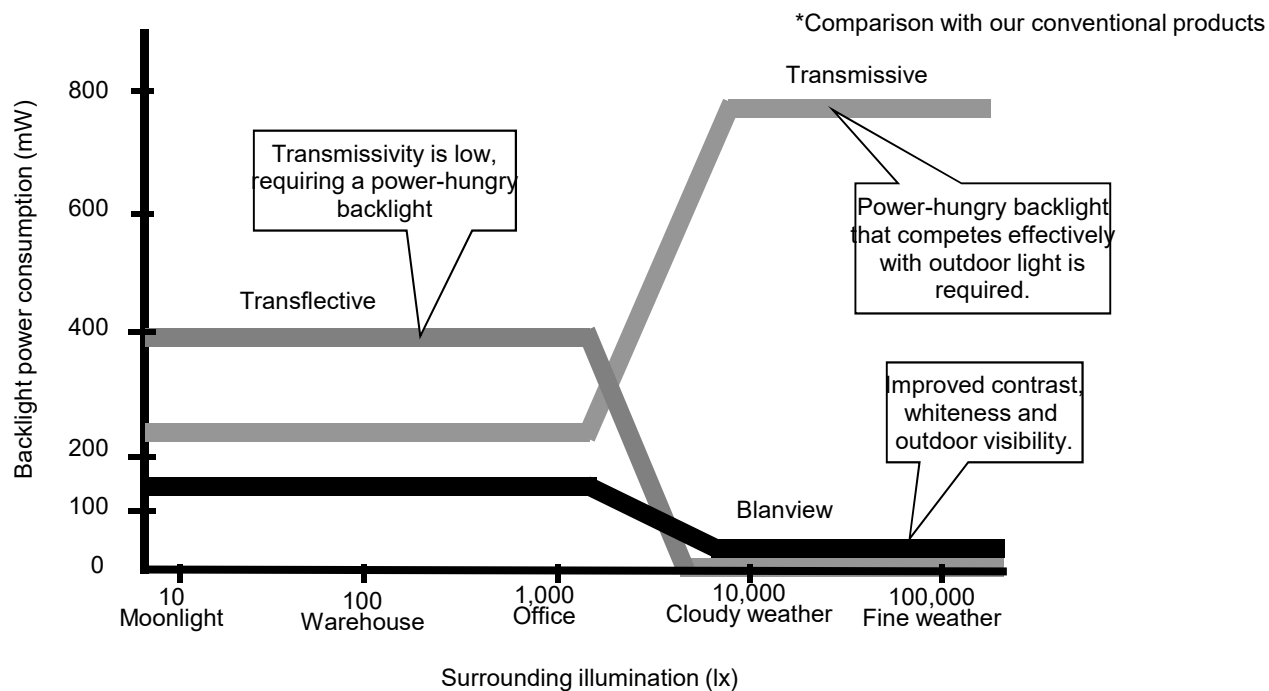 *Comparison with our conventional products
Transmissive
800
Transmissivity is low,
requiring a power-hungry
backlight
600
Power-hungry backlight
that competes effectively
with outdoor light is
required.
Backlight power consumption (mW)
Transflective
400
Improved contrast,
whiteness and
outdoor visibility.
200
100
Blanview
0
10
Moonlight
100
Warehouse
1,000
Office
10,000
Cloudy weather
100,000
Fine weather
Surrounding illumination (lx)